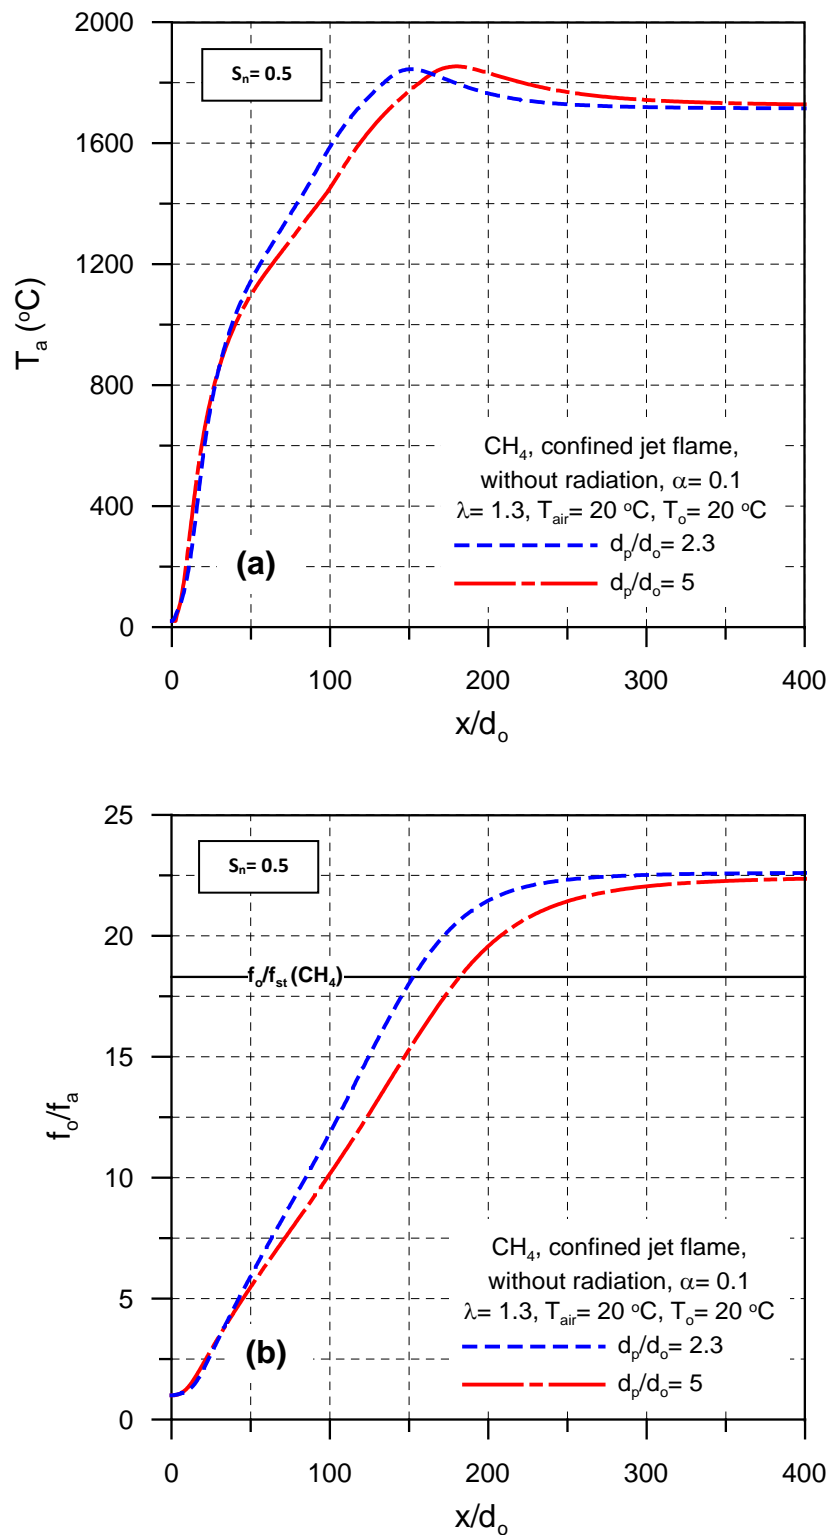 2000
1600
1200
800
400
0
Tₐ (ᵒC)
Sₙ= 0.5
CH₄, confined jet flame,
without radiation, α= 0.1
λ= 1.3, Tₐᵢᵣ= 20 ᵒC, Tₒ= 20 ᵒC
dₚ/dₒ= 2.3
dₚ/dₒ= 5
(a)
0 100 200 300 400
x/dₒ
25
20
15
10
5
0
fₒ/fₐ
Sₙ= 0.5
fₒ/fₛₜ (CH₄)
CH₄, confined jet flame,
without radiation, α= 0.1
λ= 1.3, Tₐᵢᵣ= 20 ᵒC, Tₒ= 20 ᵒC
dₚ/dₒ= 2.3
dₚ/dₒ= 5
(b)
0 100 200 300 400
x/dₒ